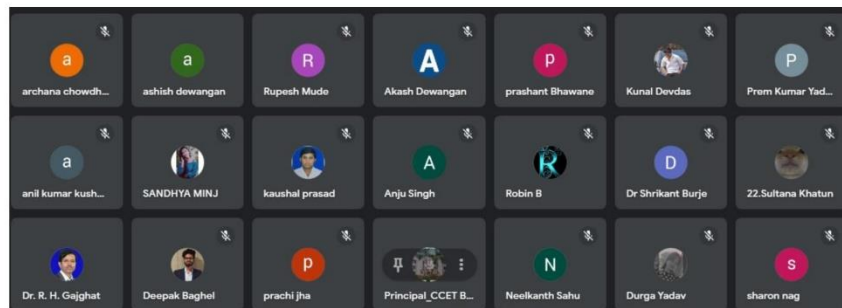 a
a
R
A
p
P
archana chowdh...
ashish dewangan
Rupesh Mude
Akash Dewangan
prashant Bhawane
Kunal Devdas
Prem Kumar Yad...
a
A
R
D
anil kumar kush...
SANDHYA MINJ
kaushal prasad
Anju Singh
Robin B
Dr Shrikant Burje
22.Sultana Khatun
p
N
s
Dr. R. H. Gajghat
Deepak Baghel
prachi jha
Principal_CCET B...
Neelkanth Sahu
Durga Yadav
sharon nag